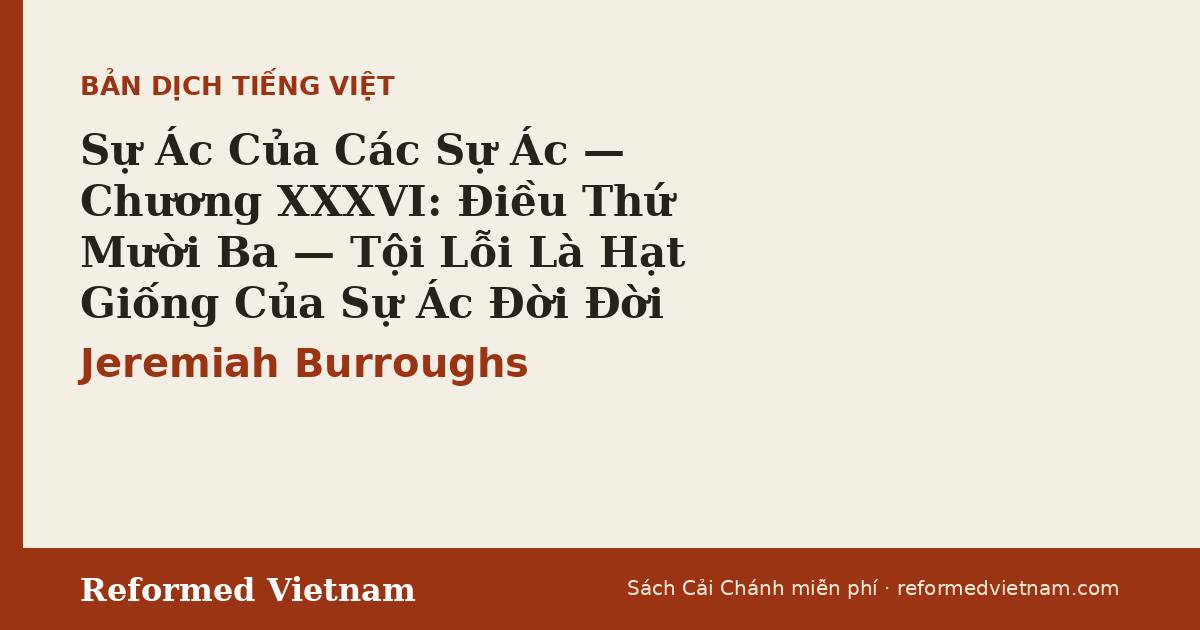 BẢN DỊCH TIẾNG VIỆT
Sự Ác Của Các Sự Ác —
Chương XXXVI: Điều Thứ
Mười Ba — Tội Lỗi Là Hạt
Giống Của Sự Ác Đời Đời
Jeremiah Burroughs
Reformed Vietnam
Sách Cải Chánh miễn phí · reformedvietnam.com